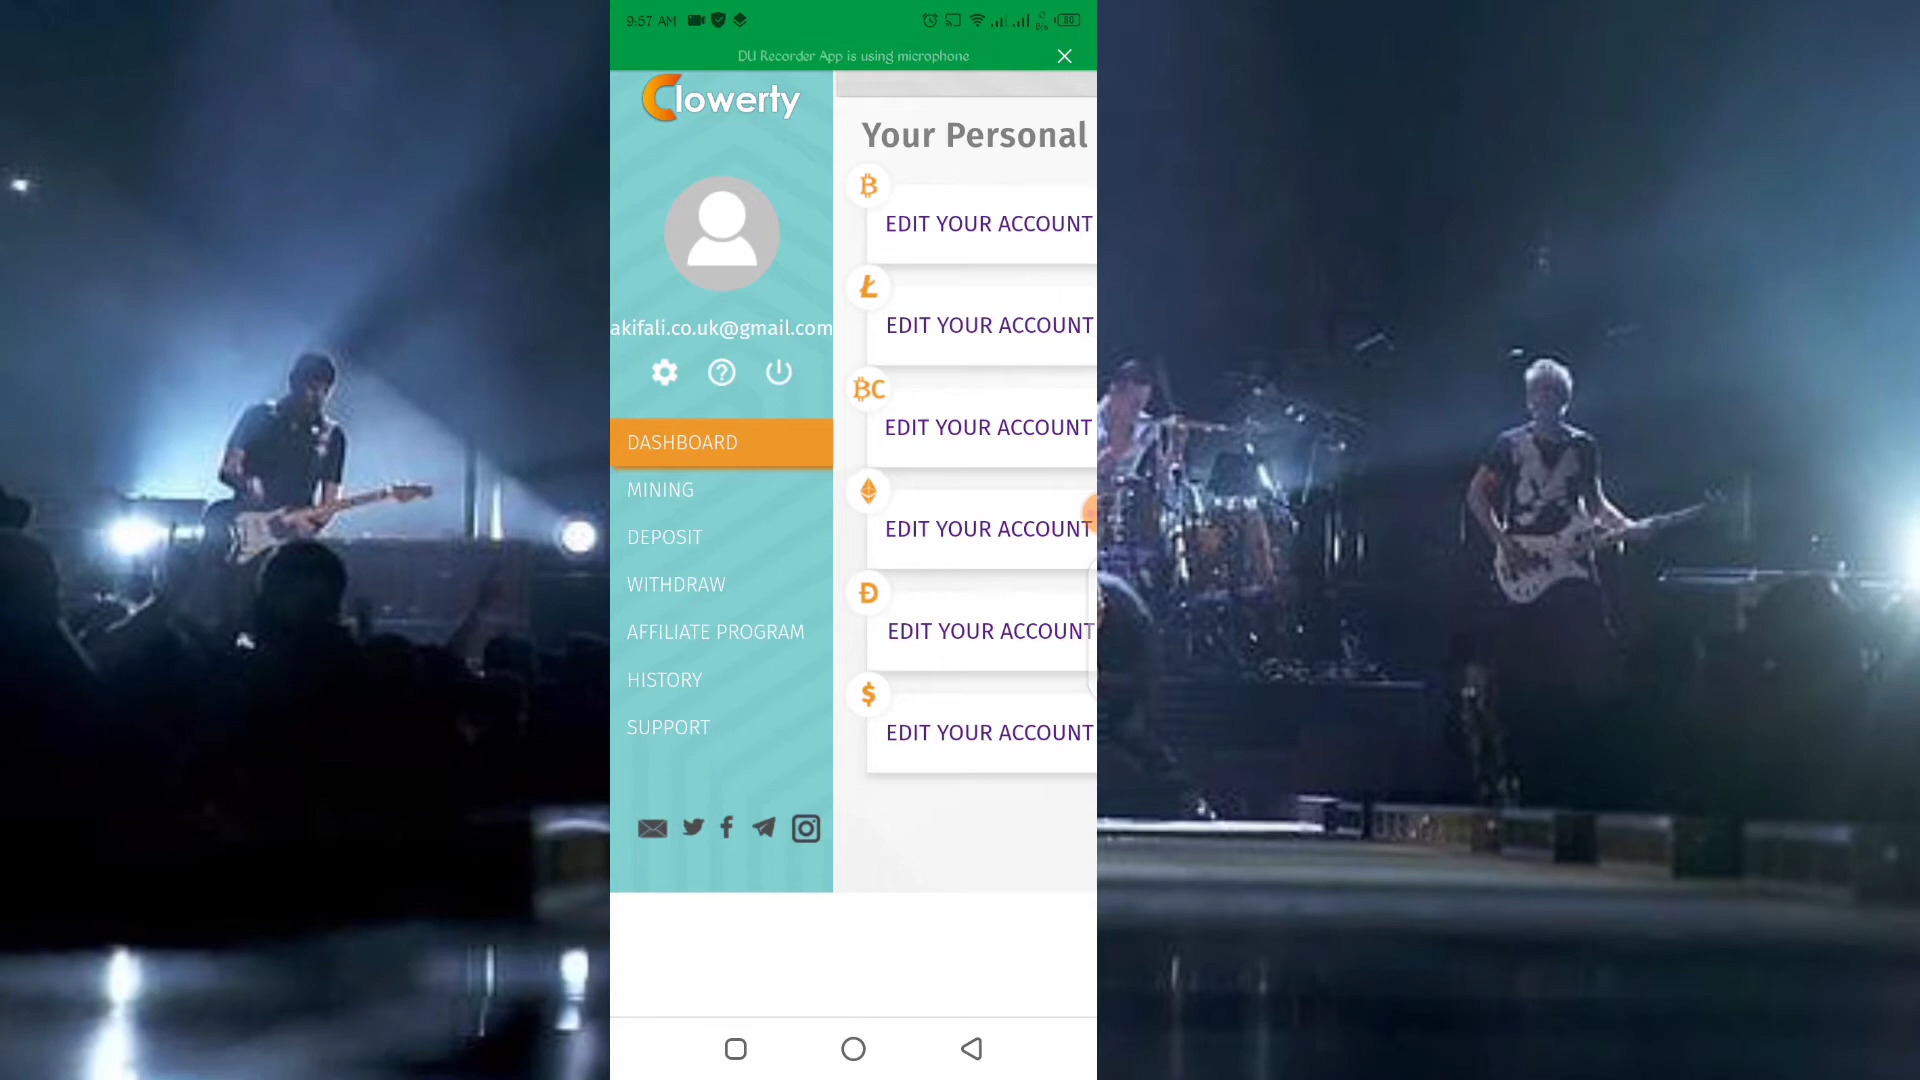 9:57 AM
80
DU Recorder App is using microphone
Clowerty
akifali.co.uk@gmail.com
DASHBOARD
MINING
DEPOSIT
WITHDRAW
AFFILIATE PROGRAM
HISTORY
SUPPORT
Your Personal
EDIT YOUR ACCOUNT
EDIT YOUR ACCOUNT
EDIT YOUR ACCOUNT
EDIT YOUR ACCOUNT
EDIT YOUR ACCOUNT
EDIT YOUR ACCOUNT